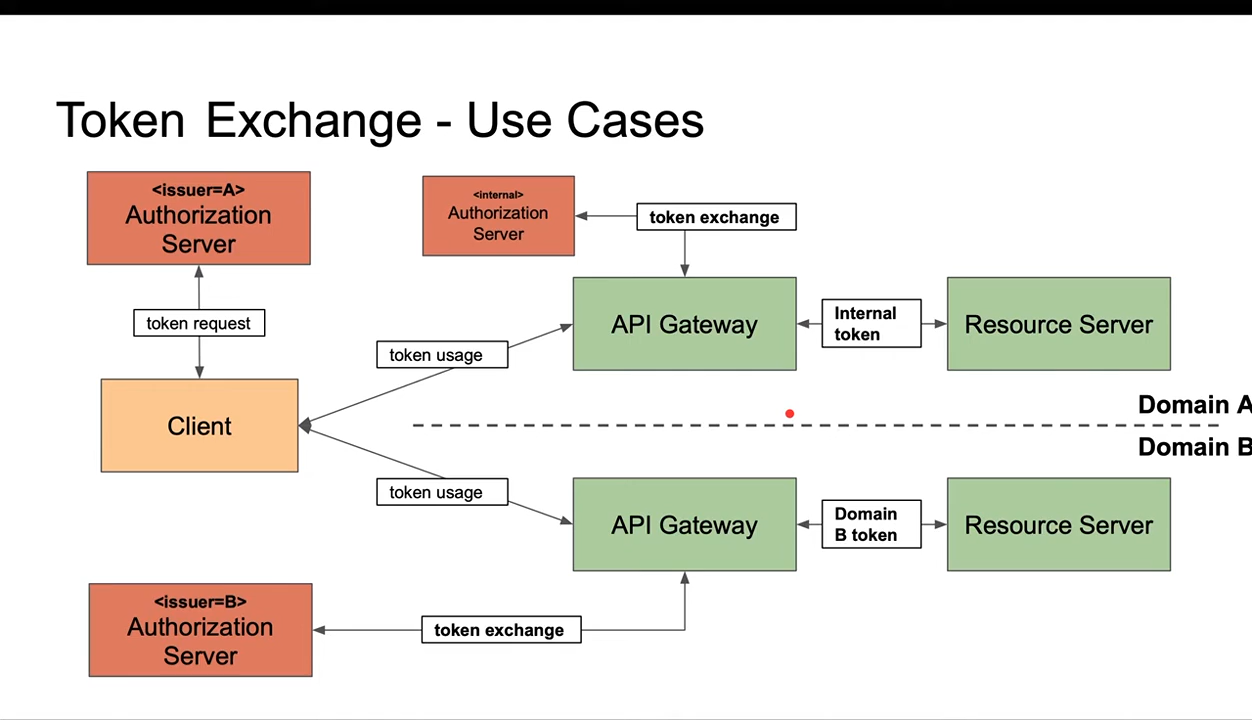 Token Exchange - Use Cases
<issuer=A>
Authorization
Server
<internal>
Authorization
Server
token exchange
token request
API Gateway
Internal
token
Resource Server
token usage
Client
Domain A
Domain B
token usage
API Gateway
Domain
B token
Resource Server
<issuer=B>
Authorization
Server
token exchange